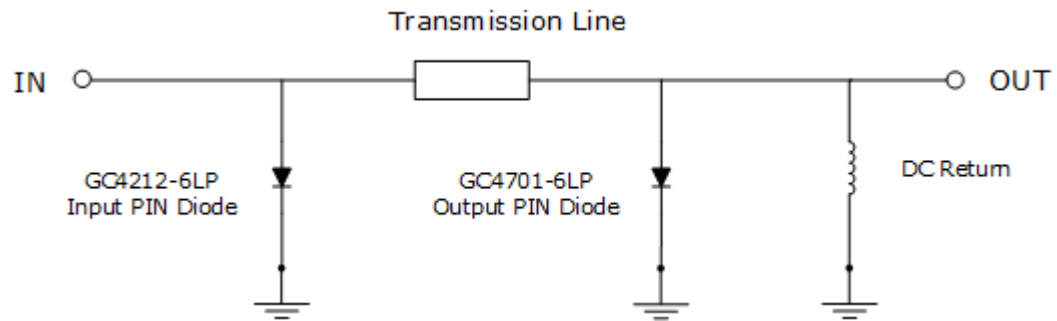 Transmission Line
IN
OUT
GC4212-6LP
Input PIN Diode
GC4701-6LP
Output PIN Diode
DC Return